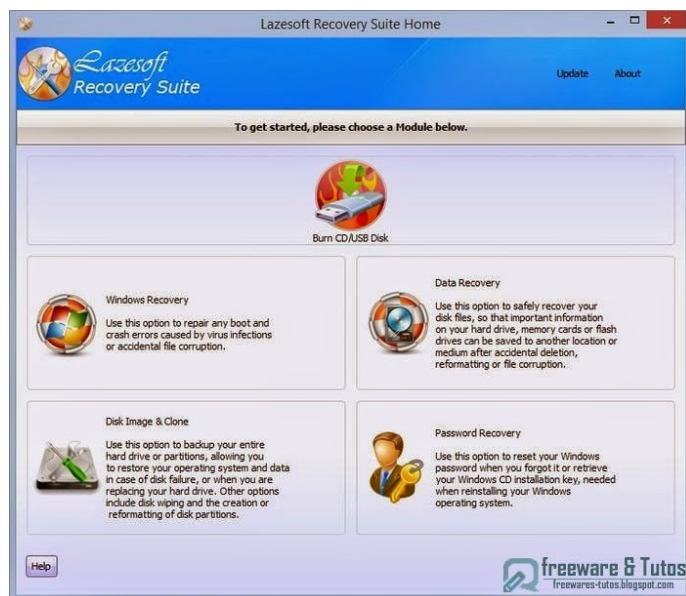 Lazesoft Recovery Suite Home
Lazesoft
Recovery Suite
Update About
To get started, please choose a Module below.
Burn CD/USB Disk
Windows Recovery
Use this option to repair any boot and
crash errors caused by virus infections
or accidental file corruption.
Data Recovery
Use this option to safely recover your
disk files, so that important information
on your hard drive, memory cards or flash
drives can be saved to another location or
medium after accidental deletion,
reformatting or file corruption.
Disk Image & Clone
Use this option to backup your entire
hard drive or partitions, allowing you
to restore your operating system and data
in case of disk failure, or when you are
replacing your hard drive. Other options
include disk wiping and the creation or
reformatting of disk partitions.
Password Recovery
Use this option to reset your Windows
password when you forgot it or retrieve
your Windows CD installation key, needed
when reinstalling your Windows
operating system.
Help
freeware & Tutos
freewares-tutos.blogspot.com